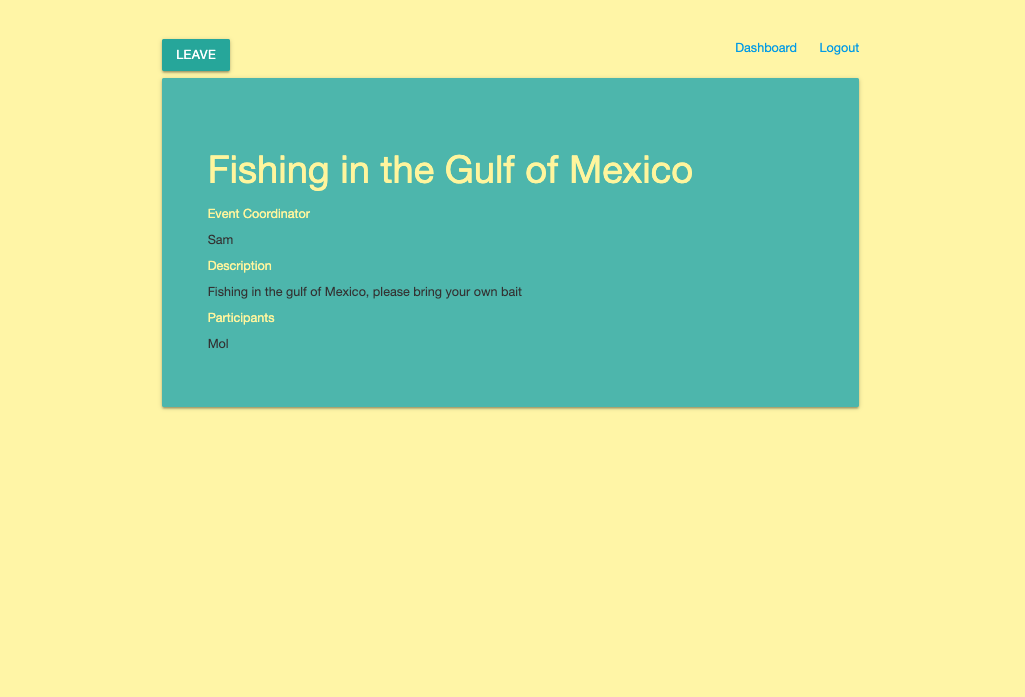 LEAVE
Dashboard
Logout
Fishing in the Gulf of Mexico
Event Coordinator
Sam
Description
Fishing in the gulf of Mexico, please bring your own bait
Participants
Mol